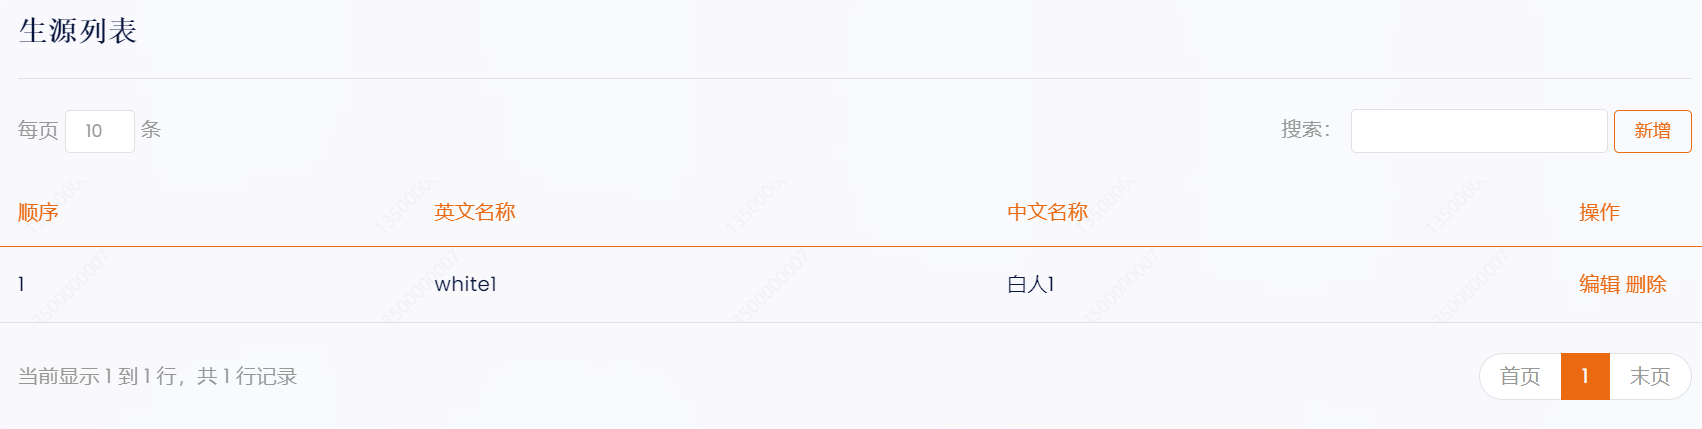 生源列表
每页 10 条 搜索： 新增
顺序 英文名称 中文名称 操作
1 white1 白人1 编辑 删除
当前显示 1 到 1 行，共 1 行记录 首页 1 末页